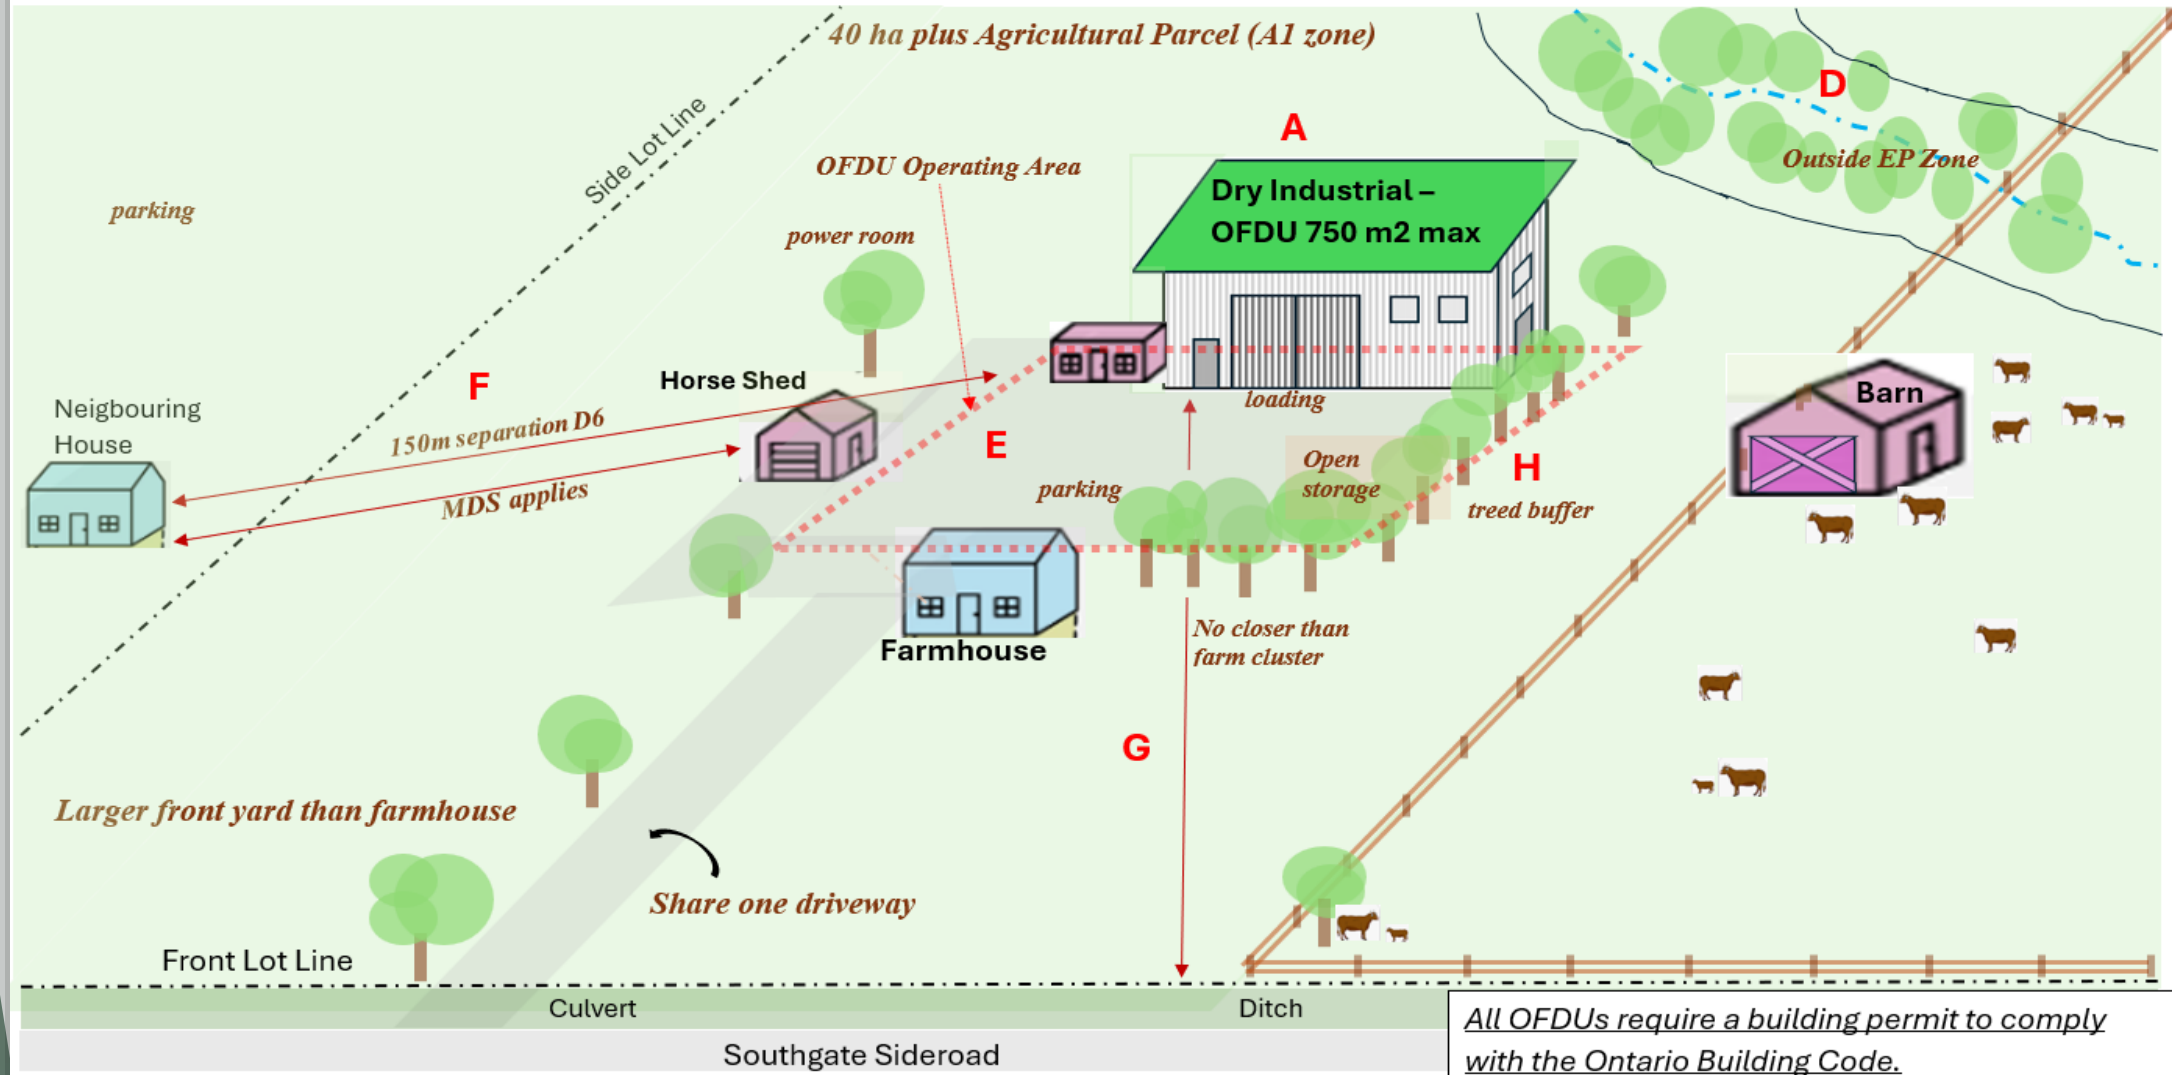 40 ha plus Agricultural Parcel (A1 zone)
D
A
Side Lot Line
OFDU Operating Area
Outside EP Zone
Dry Industrial –
OFDU 750 m2 max
parking
power room
F
Horse Shed
Barn
Neigbouring
House
150m separation D6
loading
E
Open
storage
H
parking
MDS applies
treed buffer
No closer than
farm cluster
Farmhouse
G
Larger front yard than farmhouse
Share one driveway
Front Lot Line
Culvert
Ditch
All OFDUs require a building permit to comply
with the Ontario Building Code.
Southgate Sideroad